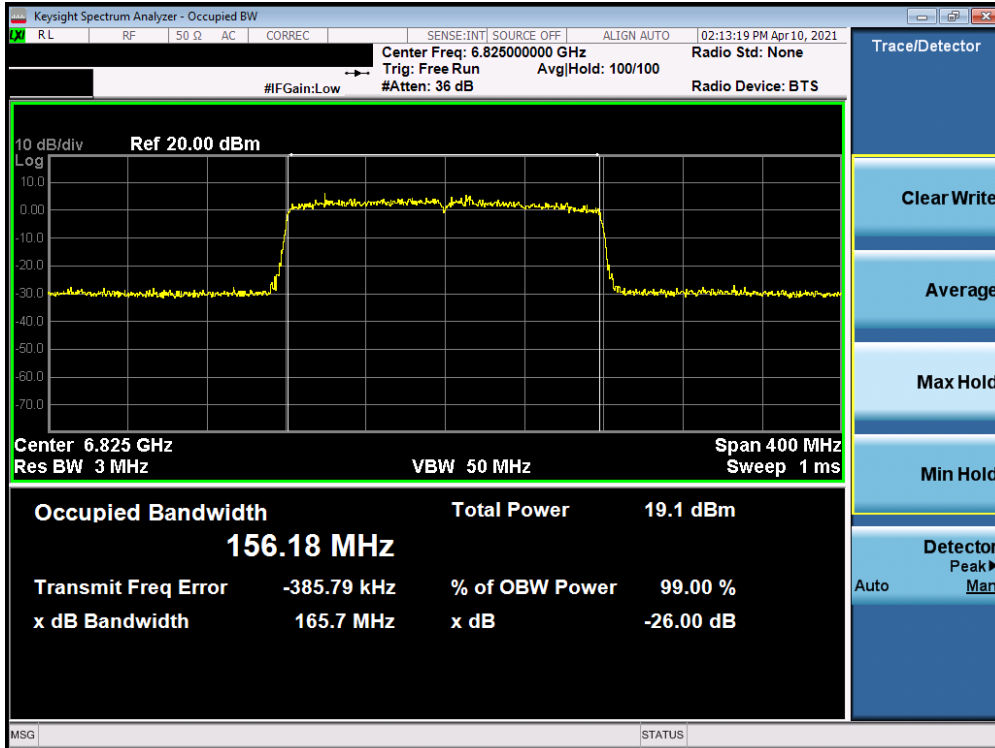 Keysight Spectrum Analyzer - Occupied BW
LXI RL RF 50 Ω AC CORREC SENSE:INT SOURCE OFF ALIGN AUTO 02:13:19 PM Apr 10, 2021
Center Freq: 6.825000000 GHz Radio Std: None
Trig: Free Run Avg|Hold: 100/100
#IFGain:Low #Atten: 36 dB Radio Device: BTS
Trace/Detector
10 dB/div Ref 20.00 dBm
Log
10.0
0.00
-10.0
-20.0
-30.0
-40.0
-50.0
-60.0
-70.0
Center 6.825 GHz Span 400 MHz
Res BW 3 MHz VBW 50 MHz Sweep 1 ms
Clear Write
Average
Max Hold
Min Hold
Detector
Peak▶
Auto Man
Occupied Bandwidth Total Power 19.1 dBm
156.18 MHz
Transmit Freq Error -385.79 kHz % of OBW Power 99.00 %
x dB Bandwidth 165.7 MHz x dB -26.00 dB
MSG STATUS